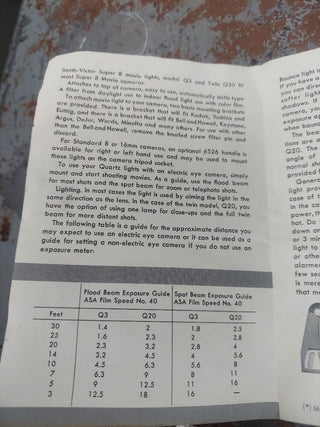 Smith-Victor Super 8 movie lights, model Q3 and Twin Q20 fit
most Super 8 Movie cameras.
Attaches to top of camera, easy to use, automatically shifts type
A filter from daylight use to indoor flood light use with color film.
To attach movie light to your camera, two basic mounting bracket
are provided. There is a bracket that will fit Kodak, Yashica and
Eumig, and there is a bracket that will fit Bell and Howell, Keystone,
Argus, DeJur, Wards, Minolta and many others. For use with other
than the Bell and Howell, remove the knurled screw filter pin and
discard.
For Standard 8 or 16mm cameras, an optional #526 handle is
available for right or left hand use and may be used to mount
these lights on the camera tripod socket.
To use your Quartz lights with an electric eye camera, simply
mount and start shooting movies. As a guide, use the flood beam
for most shots and the spot beam for zoom or telephoto shots.
Lighting. In most cases the light is used by aiming the light in the
same direction as the lens. In the case of the twin model, Q20, you
have the option of using one lamp for close-ups and the full twin
beam for more distant shots.
The following table is a guide for the approximate distance you
may expect to use an electric eye camera or it can be used as a
guide for setting a non-electric eye camera if you do not use an
exposure meter:
Flood Beam Exposure Guide Spot Beam Exposure Guide
ASA Film Speed No. 40 ASA Film Speed No. 40
Feet Q3 Q20 Q3 Q20
30 1.4 2 1.8 2.5
25 1.6 2.3 2 2.8
20 2.3 3.2 2.8 4
14 3.2 4.5 4 5.6
10 4.5 6.3 5.6 8
7 6.3 9 8 11
5 9 12.5 11 16
3 12.5 18 16 —
Bounce light is
If you have a
you can direc
softer light
shadows. If
camera, y
exposure a
when boun
The bea
tions are a
Q20. The
angle of
normal sh
provided
General
light prov
case of t
in the ca
power, th
hot. Do
down or
or 3 min
light to
or othe
alarme
few sec
is mere
that me
(*) M